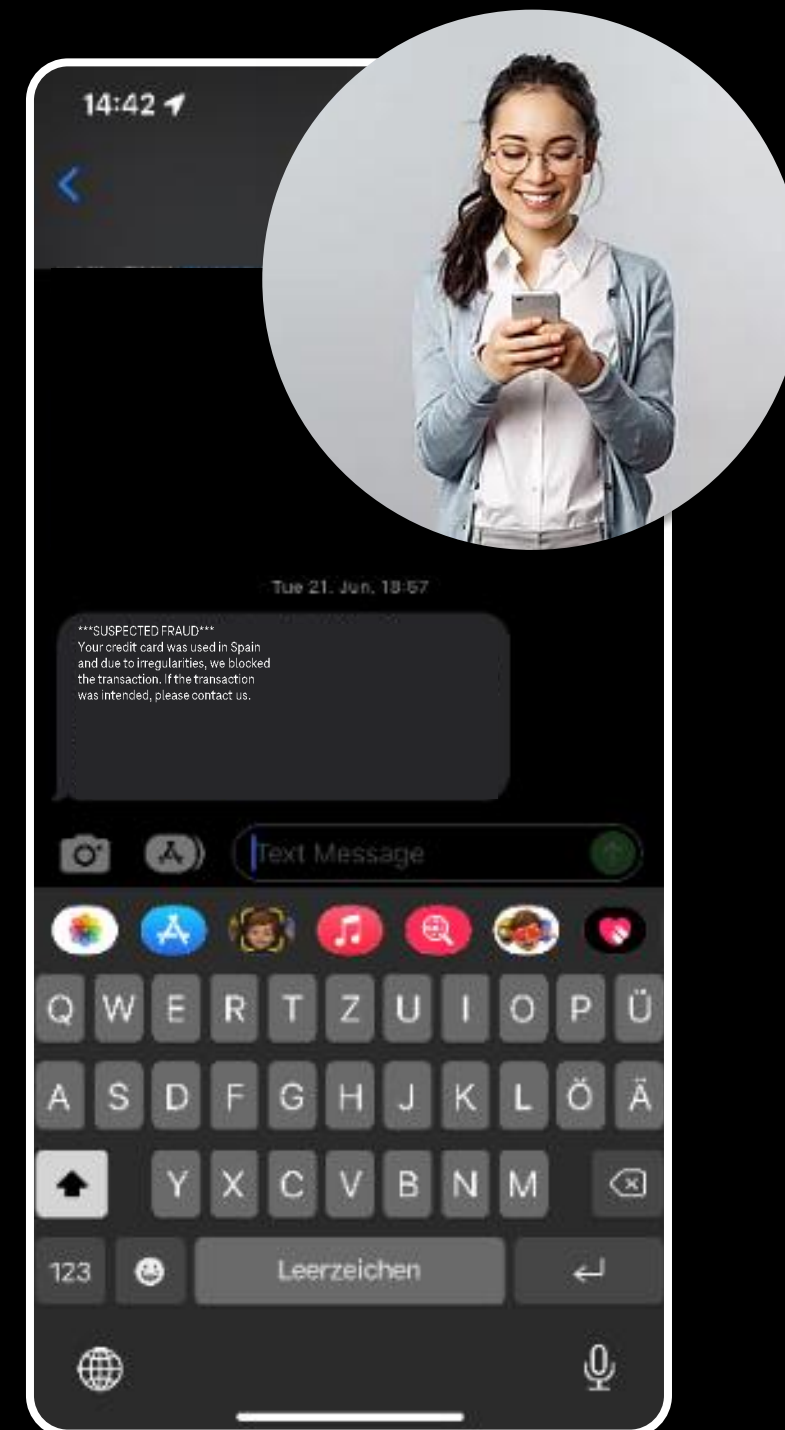 14:42
Tue 21. Jun, 18:57
***SUSPECTED FRAUD***
Your credit card was used in Spain
and due to irregularities, we blocked
the transaction. If the transaction
was intended, please contact us.
Text Message
Q W E R T Z U I O P Ü
A S D F G H J K L Ö Ä
Y X C V B N M
123 Leerzeichen